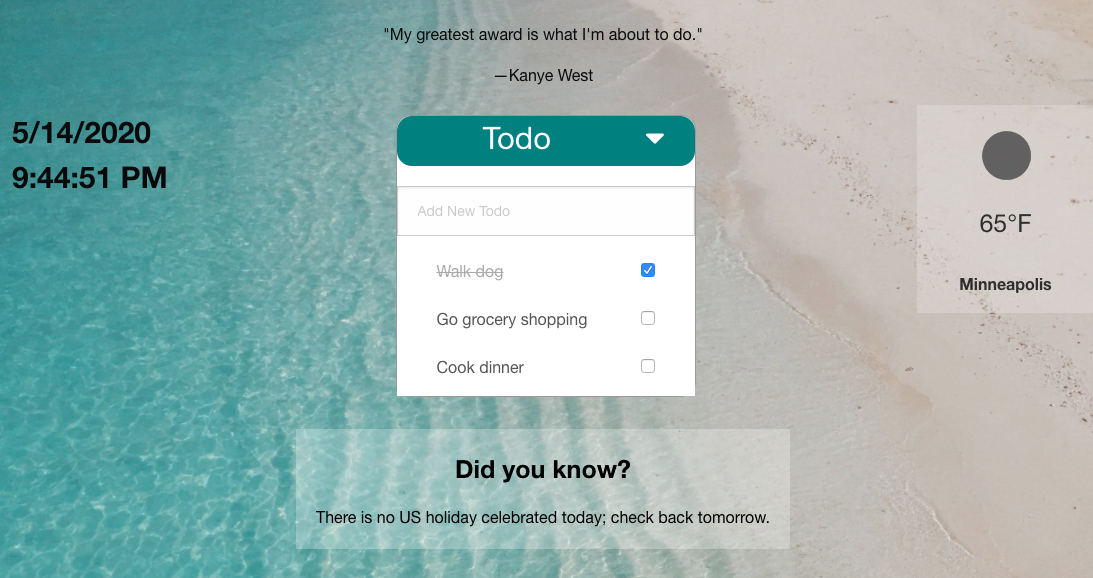 "My greatest award is what I'm about to do."
—Kanye West
5/14/2020
9:44:51 PM
Todo
Add New Todo
Walk dog
Go grocery shopping
Cook dinner
65°F
Minneapolis
Did you know?
There is no US holiday celebrated today; check back tomorrow.